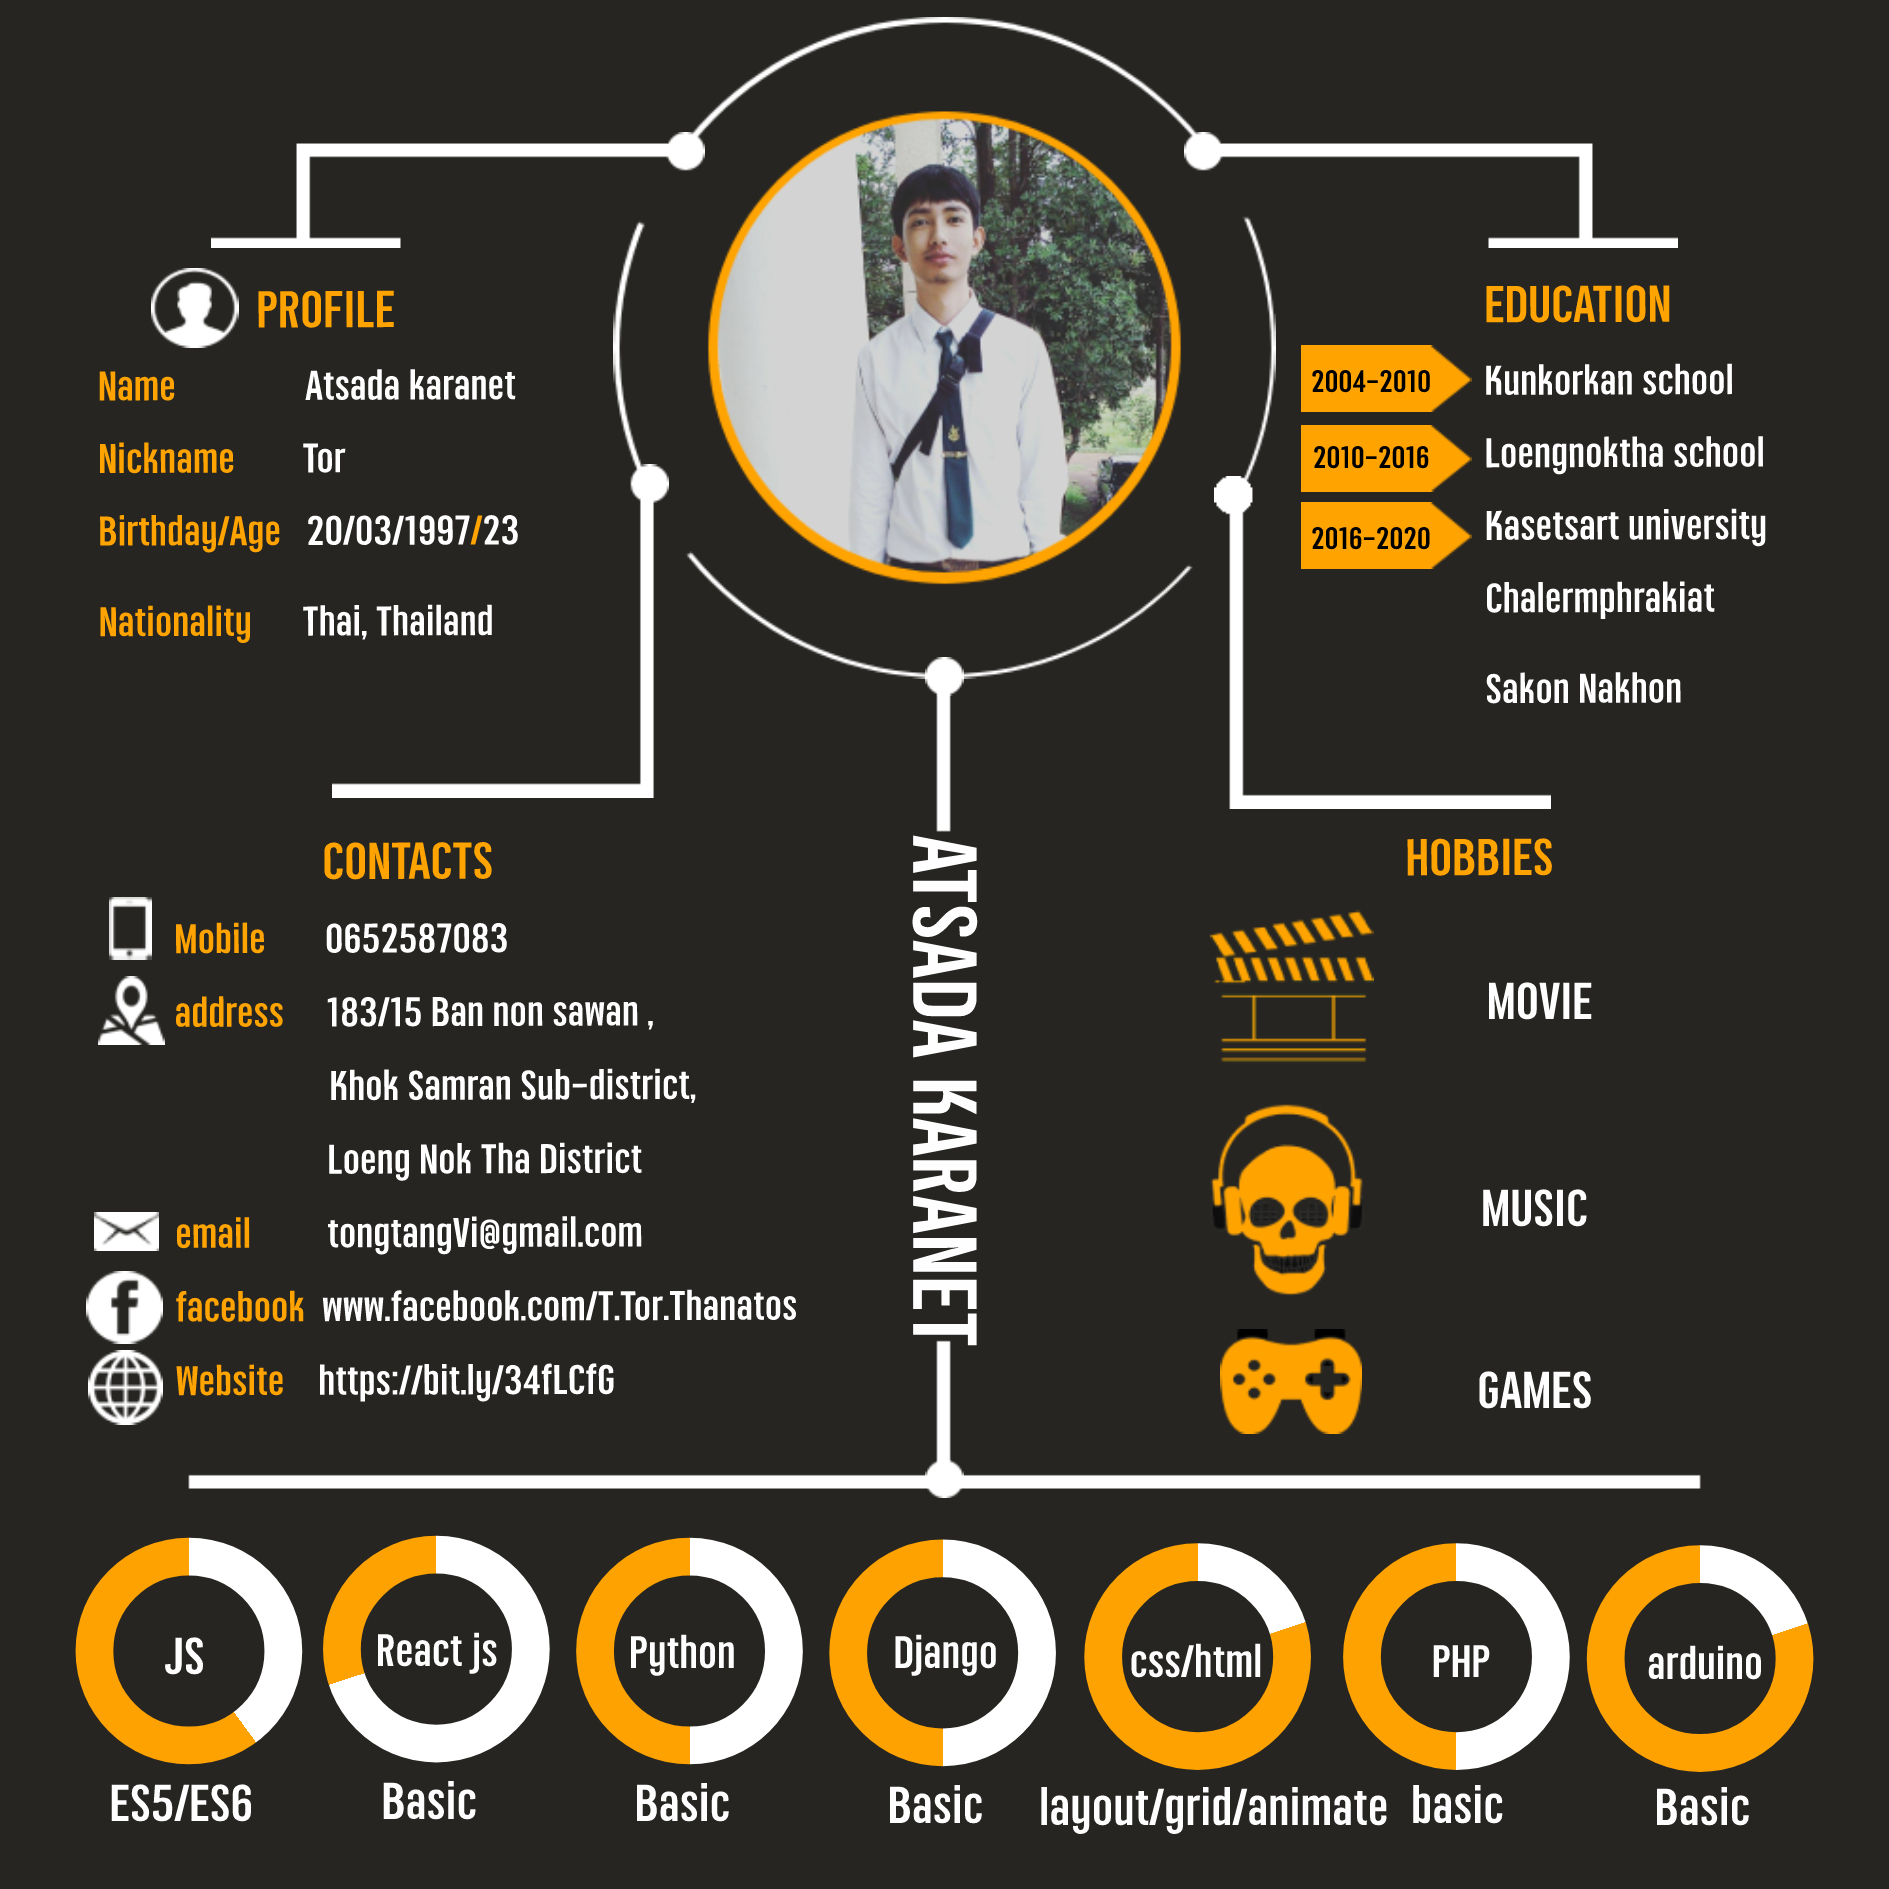 PROFILE
Name Atsada karanet
Nickname Tor
Birthday/Age 20/03/1997/23
Nationality Thai, Thailand
EDUCATION
2004-2010 Kunkorkan school
2010-2016 Loengnoktha school
2016-2020 Kasetsart university
Chalermphrakiat
Sakon Nakhon
CONTACTS
Mobile 0652587083
address 183/15 Ban non sawan ,
Khok Samran Sub-district,
Loeng Nok Tha District
email tongtangVi@gmail.com
facebook www.facebook.com/T.Tor.Thanatos
Website https://bit.ly/34fLCfG
ATSADA KARANET
HOBBIES
MOVIE
MUSIC
GAMES
JS
ES5/ES6
React js
Basic
Python
Basic
Django
Basic
css/html
layout/grid/animate
PHP
basic
arduino
Basic